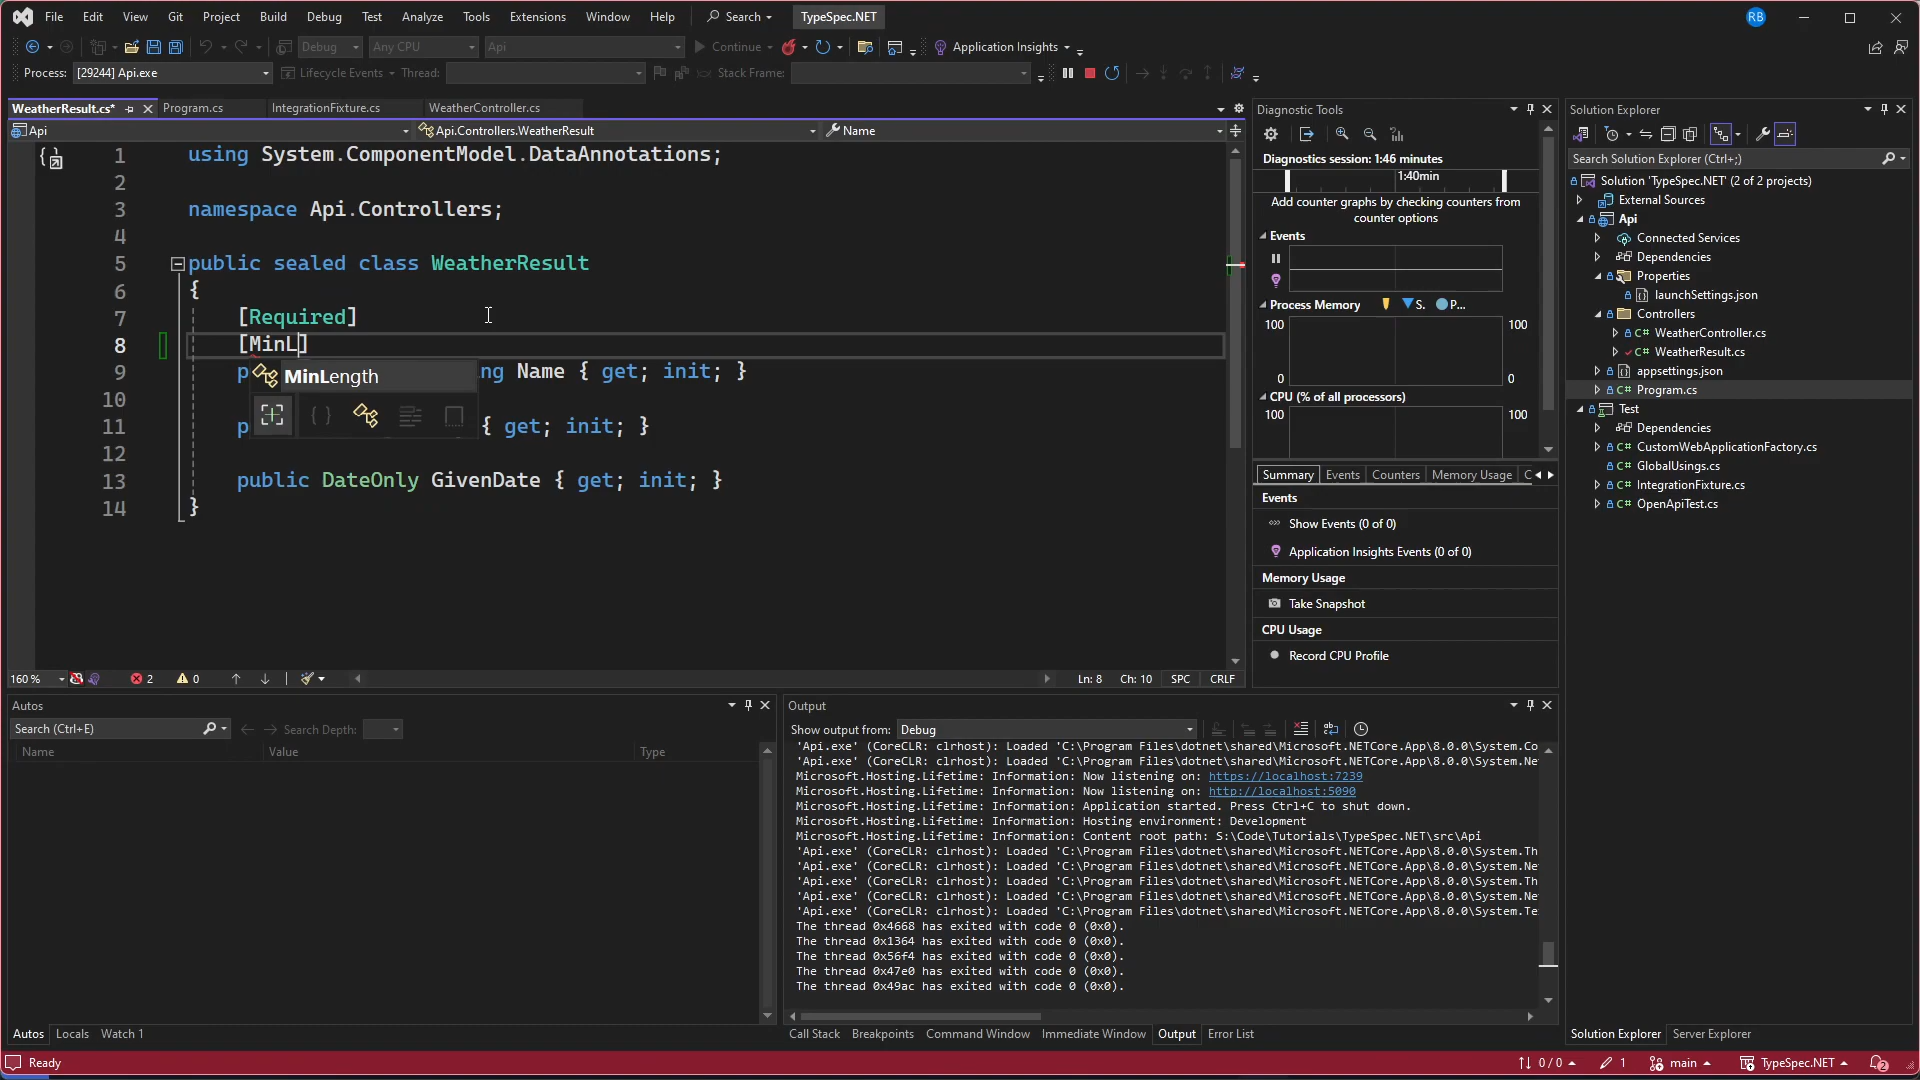 File Edit View Git Project Build Debug Test Analyze Tools Extensions Window Help Search TypeSpec.NET RB
Debug Any CPU Api Continue Application Insights
Process: [29244] Api.exe Lifecycle Events Thread: Stack Frame:
WeatherResult.cs* Program.cs IntegrationFixture.cs WeatherController.cs
Api Api.Controllers.WeatherResult Name
1 using System.ComponentModel.DataAnnotations;
2
3 namespace Api.Controllers;
4
5 public sealed class WeatherResult
6 {
7 [Required]
8 [MinL]
MinLength
9 p ng Name { get; init; }
10
11 p { get; init; }
12
13 public DateOnly GivenDate { get; init; }
14 }
160 % 2 0 Ln: 8 Ch: 10 SPC CRLF
Diagnostic Tools
Diagnostics session: 1:46 minutes
1:40min
Add counter graphs by checking counters from
counter options
Events
Process Memory S. P...
100 100
0 0
CPU (% of all processors)
100 100
Summary Events Counters Memory Usage C
Events
Show Events (0 of 0)
Application Insights Events (0 of 0)
Memory Usage
Take Snapshot
CPU Usage
Record CPU Profile
Solution Explorer
Search Solution Explorer (Ctrl+;)
Solution 'TypeSpec.NET' (2 of 2 projects)
External Sources
Api
Connected Services
Dependencies
Properties
launchSettings.json
Controllers
C# WeatherController.cs
C# WeatherResult.cs
appsettings.json
C# Program.cs
Test
Dependencies
C# CustomWebApplicationFactory.cs
C# GlobalUsings.cs
C# IntegrationFixture.cs
C# OpenApiTest.cs
Autos
Search (Ctrl+E) Search Depth:
Name Value Type
Autos Locals Watch 1
Output
Show output from: Debug
'Api.exe' (CoreCLR: clrhost): Loaded 'C:\Program Files\dotnet\shared\Microsoft.NETCore.App\8.0.0\System.Co
'Api.exe' (CoreCLR: clrhost): Loaded 'C:\Program Files\dotnet\shared\Microsoft.NETCore.App\8.0.0\System.Ne
Microsoft.Hosting.Lifetime: Information: Now listening on: https://localhost:7239
Microsoft.Hosting.Lifetime: Information: Now listening on: http://localhost:5090
Microsoft.Hosting.Lifetime: Information: Application started. Press Ctrl+C to shut down.
Microsoft.Hosting.Lifetime: Information: Hosting environment: Development
Microsoft.Hosting.Lifetime: Information: Content root path: S:\Code\Tutorials\TypeSpec.NET\src\Api
'Api.exe' (CoreCLR: clrhost): Loaded 'C:\Program Files\dotnet\shared\Microsoft.NETCore.App\8.0.0\System.Th
'Api.exe' (CoreCLR: clrhost): Loaded 'C:\Program Files\dotnet\shared\Microsoft.NETCore.App\8.0.0\System.Ne
'Api.exe' (CoreCLR: clrhost): Loaded 'C:\Program Files\dotnet\shared\Microsoft.NETCore.App\8.0.0\System.Th
'Api.exe' (CoreCLR: clrhost): Loaded 'C:\Program Files\dotnet\shared\Microsoft.NETCore.App\8.0.0\System.Ne
'Api.exe' (CoreCLR: clrhost): Loaded 'C:\Program Files\dotnet\shared\Microsoft.NETCore.App\8.0.0\System.Te
The thread 0x4668 has exited with code 0 (0x0).
The thread 0x1364 has exited with code 0 (0x0).
The thread 0x56f4 has exited with code 0 (0x0).
The thread 0x47e0 has exited with code 0 (0x0).
The thread 0x49ac has exited with code 0 (0x0).
Call Stack Breakpoints Command Window Immediate Window Output Error List
Solution Explorer Server Explorer
Ready 0 / 0 1 main TypeSpec.NET 2